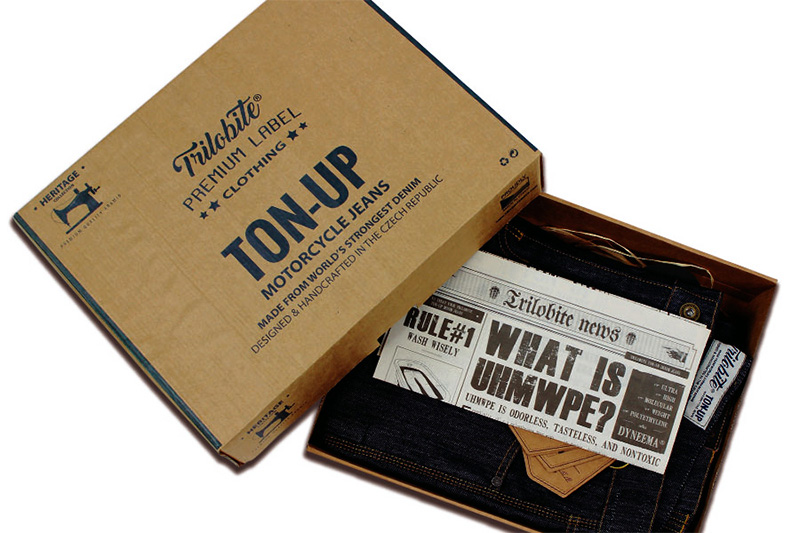 Trilobite®
PREMIUM LABEL
CLOTHING
TON-UP
MOTORCYCLE JEANS
MADE FROM WORLD'S STRONGEST DENIM
DESIGNED & HANDCRAFTED IN THE CZECH REPUBLIC
HERITAGE
COLLECTION
HERITAGE
Trilobite news
RULE#1
WASH WISELY
WHAT IS
UHMWPE?
ULTRA
HIGH
MOLECULAR
WEIGHT
POLYETHYLENE
DYNEEMA®
UHMWPE IS ODORLESS, TASTELESS, AND NONTOXIC
Trilobite®
TON-UP